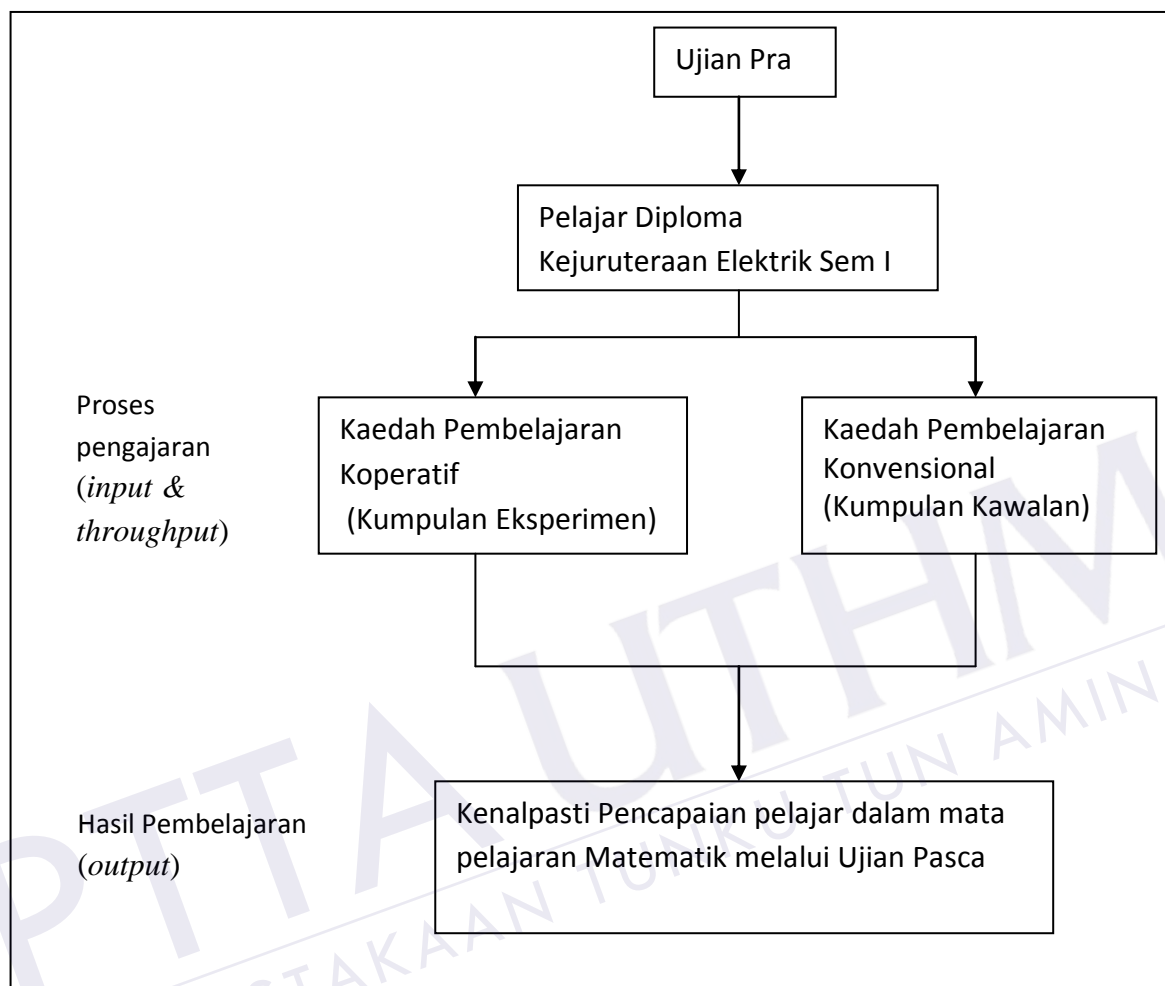 Ujian Pra
Pelajar Diploma
Kejuruteraan Elektrik Sem I
Proses
pengajaran
(input &
throughput)
Kaedah Pembelajaran
Koperatif
(Kumpulan Eksperimen)
Kaedah Pembelajaran
Konvensional
(Kumpulan Kawalan)
Hasil Pembelajaran
(output)
Kenalpasti Pencapaian pelajar dalam mata
pelajaran Matematik melalui Ujian Pasca
PTTA UTHM
TUNKU TUN AMIN